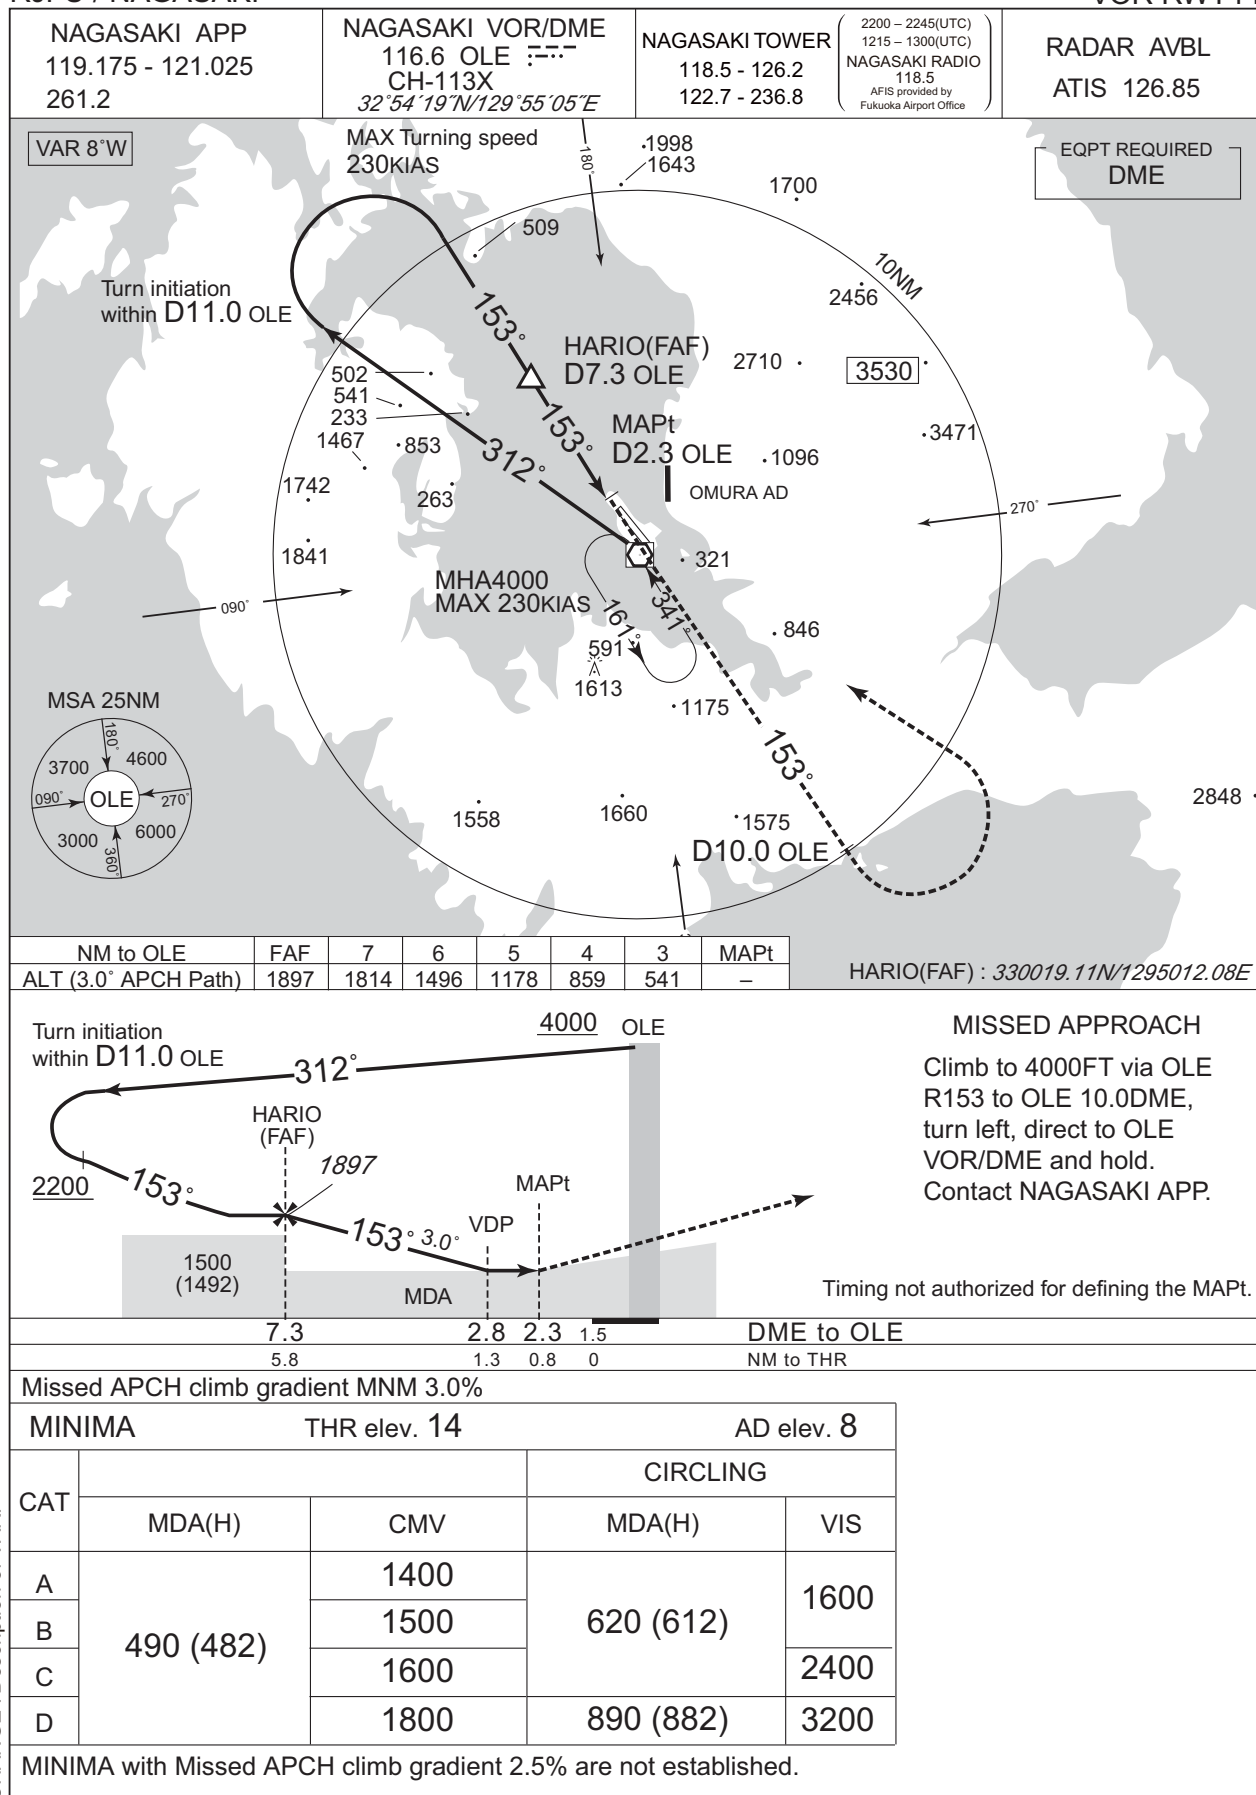 NAGASAKI APP
119.175 - 121.025
261.2
NAGASAKI VOR/DME
116.6 OLE
CH-113X
32°54´19˝N/129°55´05˝E
NAGASAKI TOWER
118.5 - 126.2
122.7 - 236.8
2200 – 2245(UTC)
1215 – 1300(UTC)
NAGASAKI RADIO
118.5
AFIS provided by
Fukuoka Airport Office
RADAR AVBL
ATIS 126.85
VAR 8°W
MAX Turning speed
230KIAS
EQPT REQUIRED
DME
180°
1998
1643
1700
509
10NM
2456
Turn initiation
within D11.0 OLE
153°
HARIO(FAF)
D7.3 OLE
2710
3530
502
541
233
1467
853
153°
MAPt
D2.3 OLE
1096
3471
312°
1742
263
OMURA AD
270°
1841
321
MHA4000
MAX 230KIAS
090°
161°
341°
846
591
1613
1175
MSA 25NM
180°
3700
4600
090°
OLE
270°
3000
6000
360°
153°
2848
1558
1660
1575
D10.0 OLE
NM to OLE FAF 7 6 5 4 3 MAPt
ALT (3.0° APCH Path) 1897 1814 1496 1178 859 541 –
HARIO(FAF) : 330019.11N/1295012.08E
Turn initiation
within D11.0 OLE
4000 OLE
312°
HARIO
(FAF)
1897
2200
153°
MAPt
153° 3.0°
VDP
1500
(1492)
MDA
MISSED APPROACH
Climb to 4000FT via OLE
R153 to OLE 10.0DME,
turn left, direct to OLE
VOR/DME and hold.
Contact NAGASAKI APP.
Timing not authorized for defining the MAPt.
7.3 2.8 2.3 1.5 DME to OLE
5.8 1.3 0.8 0 NM to THR
Missed APCH climb gradient MNM 3.0%
MINIMA THR elev. 14 AD elev. 8
CAT
CIRCLING
MDA(H) CMV MDA(H) VIS
A 1400
B 1500
C 1600
D 1800
490 (482)
620 (612)
1600
2400
890 (882) 3200
MINIMA with Missed APCH climb gradient 2.5% are not established.